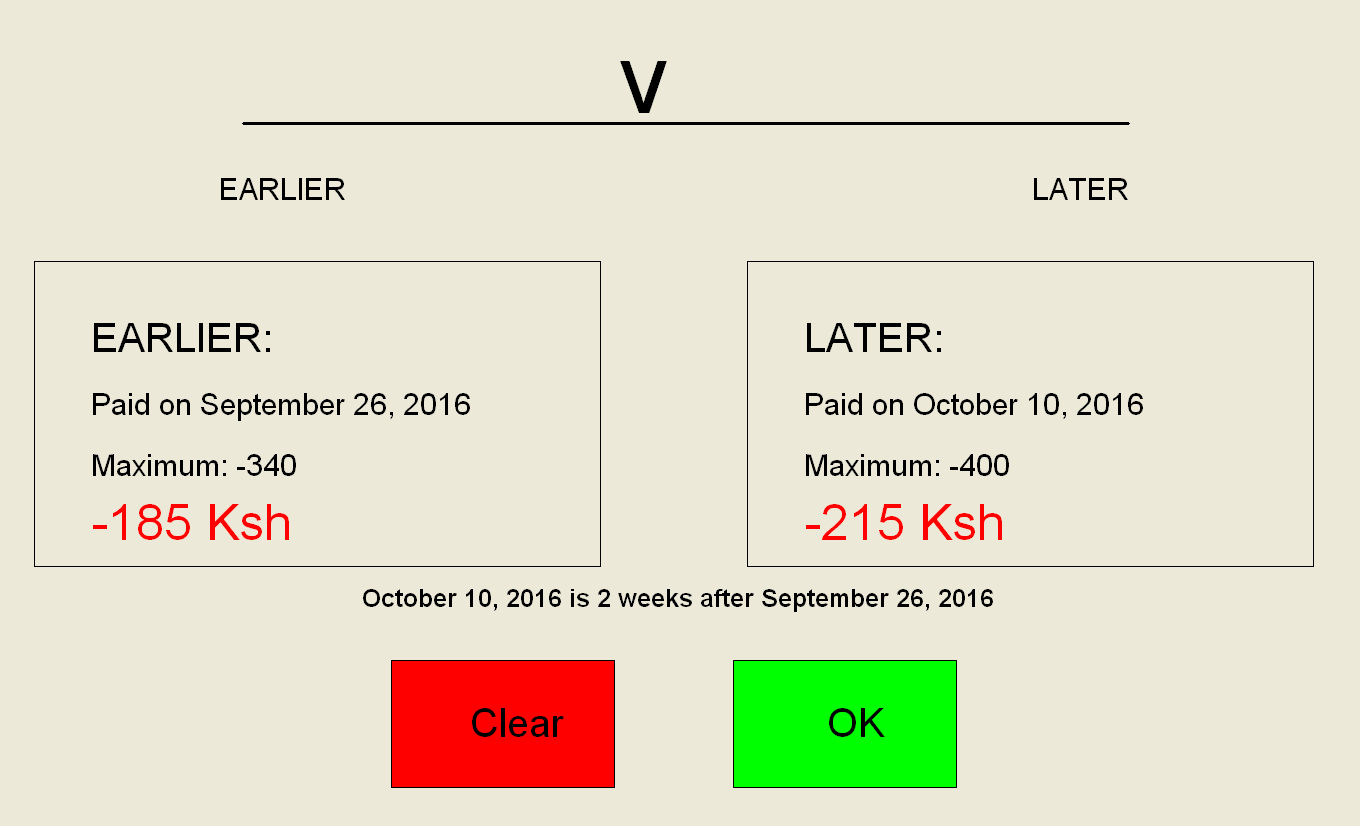 V
EARLIER LATER
EARLIER:
Paid on September 26, 2016
Maximum: -340
-185 Ksh
LATER:
Paid on October 10, 2016
Maximum: -400
-215 Ksh
October 10, 2016 is 2 weeks after September 26, 2016
Clear OK